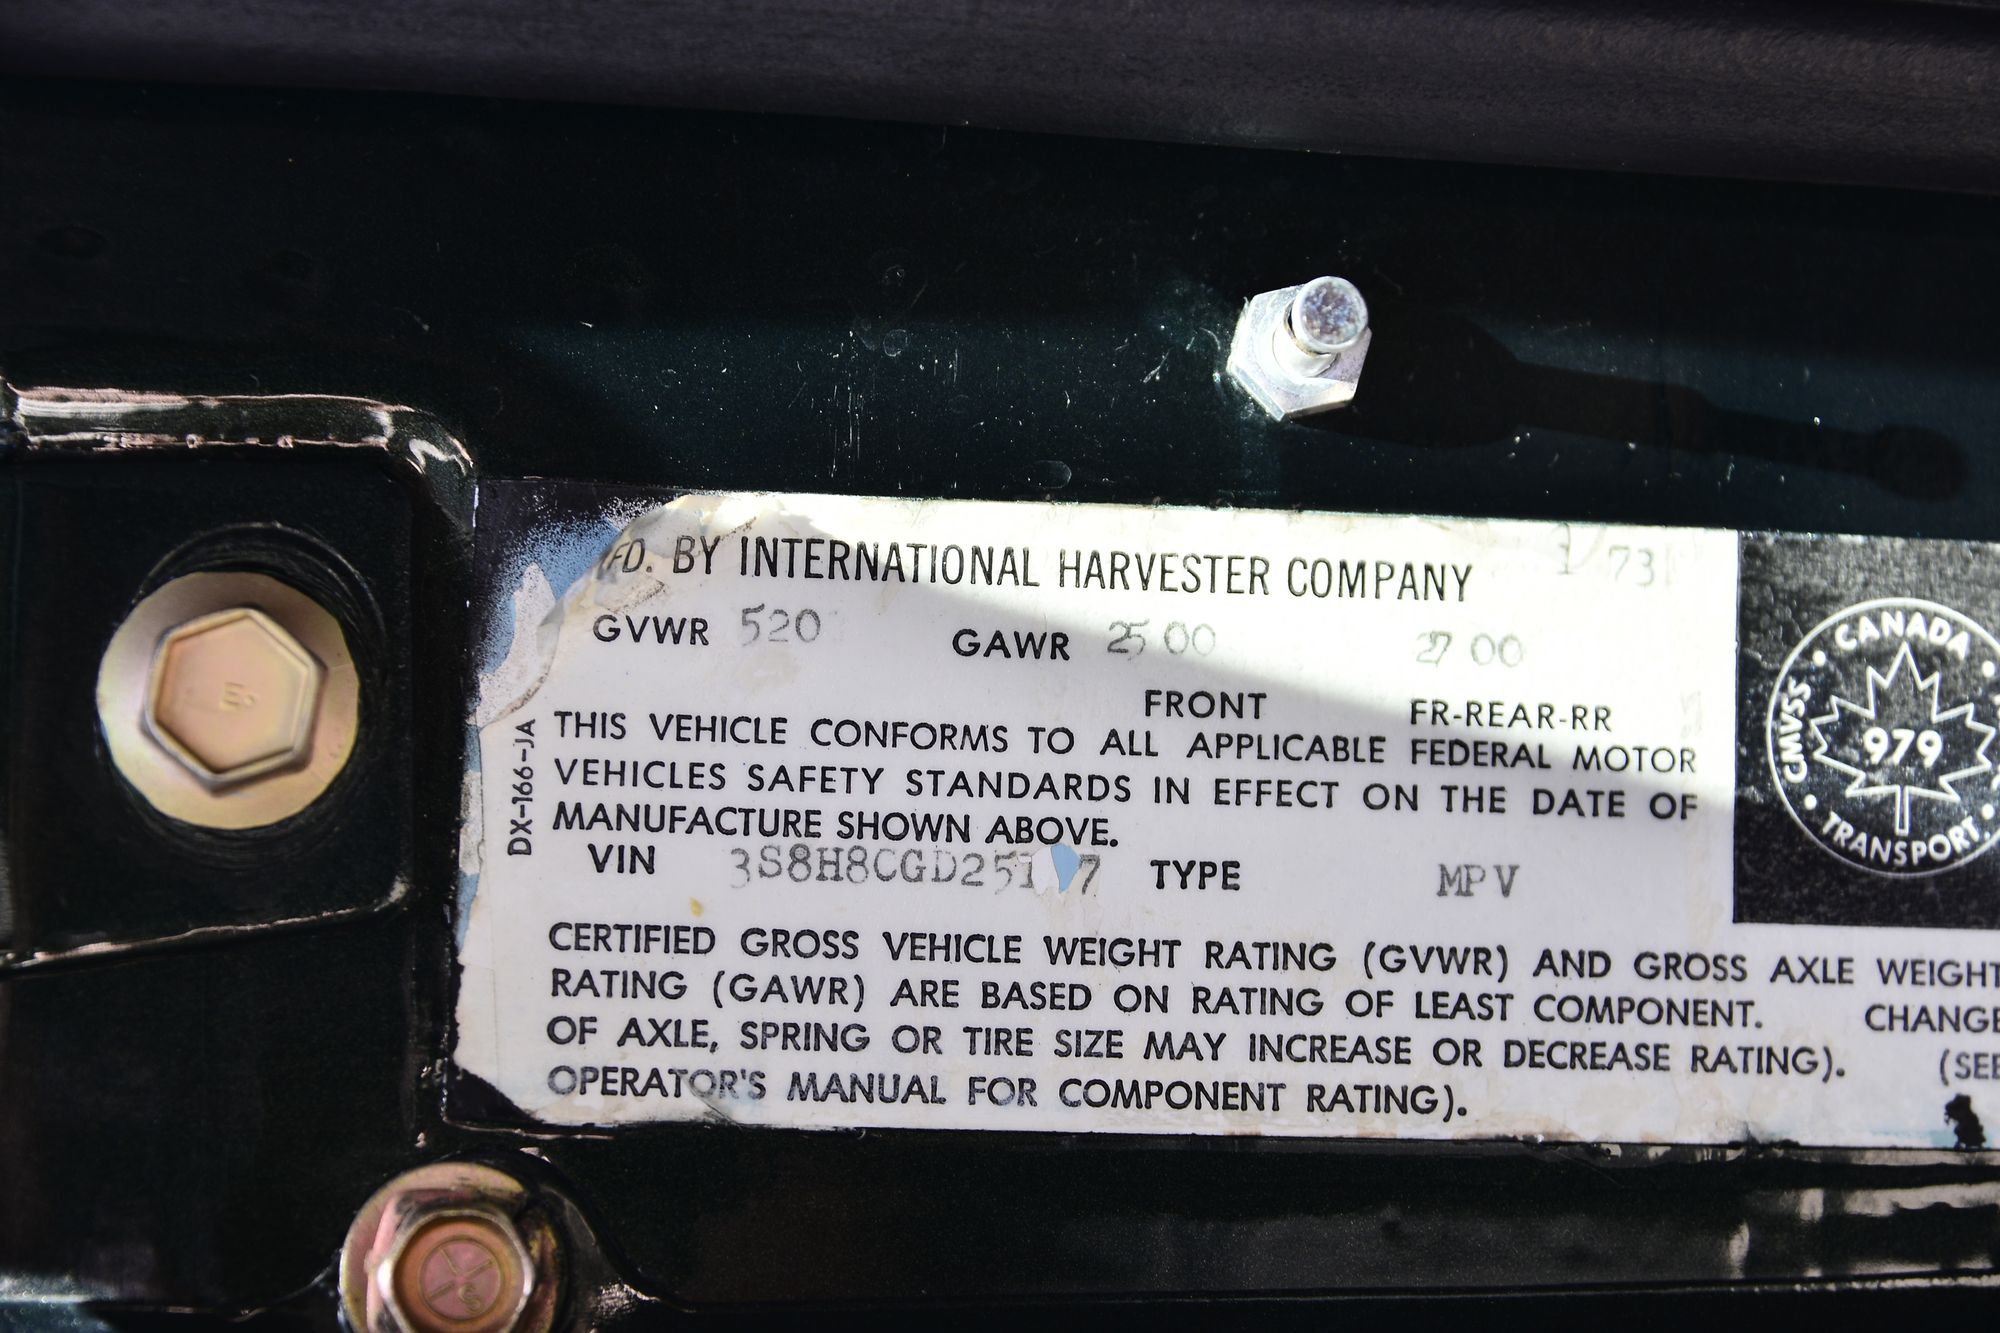 FD. BY INTERNATIONAL HARVESTER COMPANY 1 73
GVWR 520 GAWR 2500 2700
FRONT FR-REAR-RR
THIS VEHICLE CONFORMS TO ALL APPLICABLE FEDERAL MOTOR
VEHICLES SAFETY STANDARDS IN EFFECT ON THE DATE OF
MANUFACTURE SHOWN ABOVE.
VIN TYPE MPV
CERTIFIED GROSS VEHICLE WEIGHT RATING (GVWR) AND GROSS AXLE WEIGHT
RATING (GAWR) ARE BASED ON RATING OF LEAST COMPONENT. CHANGE
OF AXLE, SPRING OR TIRE SIZE MAY INCREASE OR DECREASE RATING). (SEE
OPERATOR'S MANUAL FOR COMPONENT RATING).
DX-166-JA
CANADA
CMVSS
979
TRANSPORT